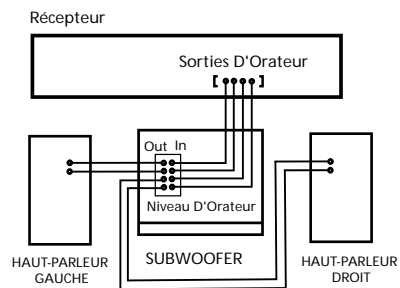 Récepteur
Sorties D'Orateur
[ ]
Out In
Niveau D'Orateur
SUBWOOFER
HAUT-PARLEUR
GAUCHE
HAUT-PARLEUR
DROIT